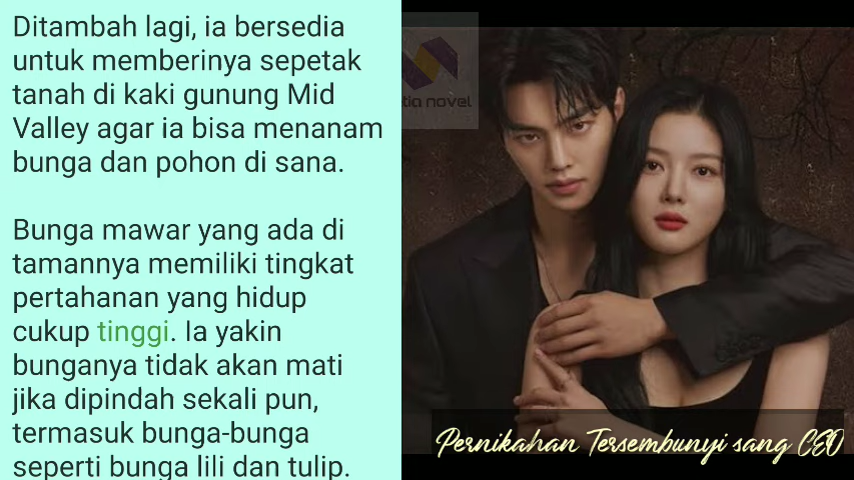 Ditambah lagi, ia bersedia
untuk memberinya sepetak
tanah di kaki gunung Mid
Valley agar ia bisa menanam
bunga dan pohon di sana.
Bunga mawar yang ada di
tamannya memiliki tingkat
pertahanan yang hidup
cukup tinggi. Ia yakin
bunganya tidak akan mati
jika dipindah sekali pun,
termasuk bunga-bunga
seperti bunga lili dan tulip.
tia novel
Pernikahan Tersembunyi sang CEO